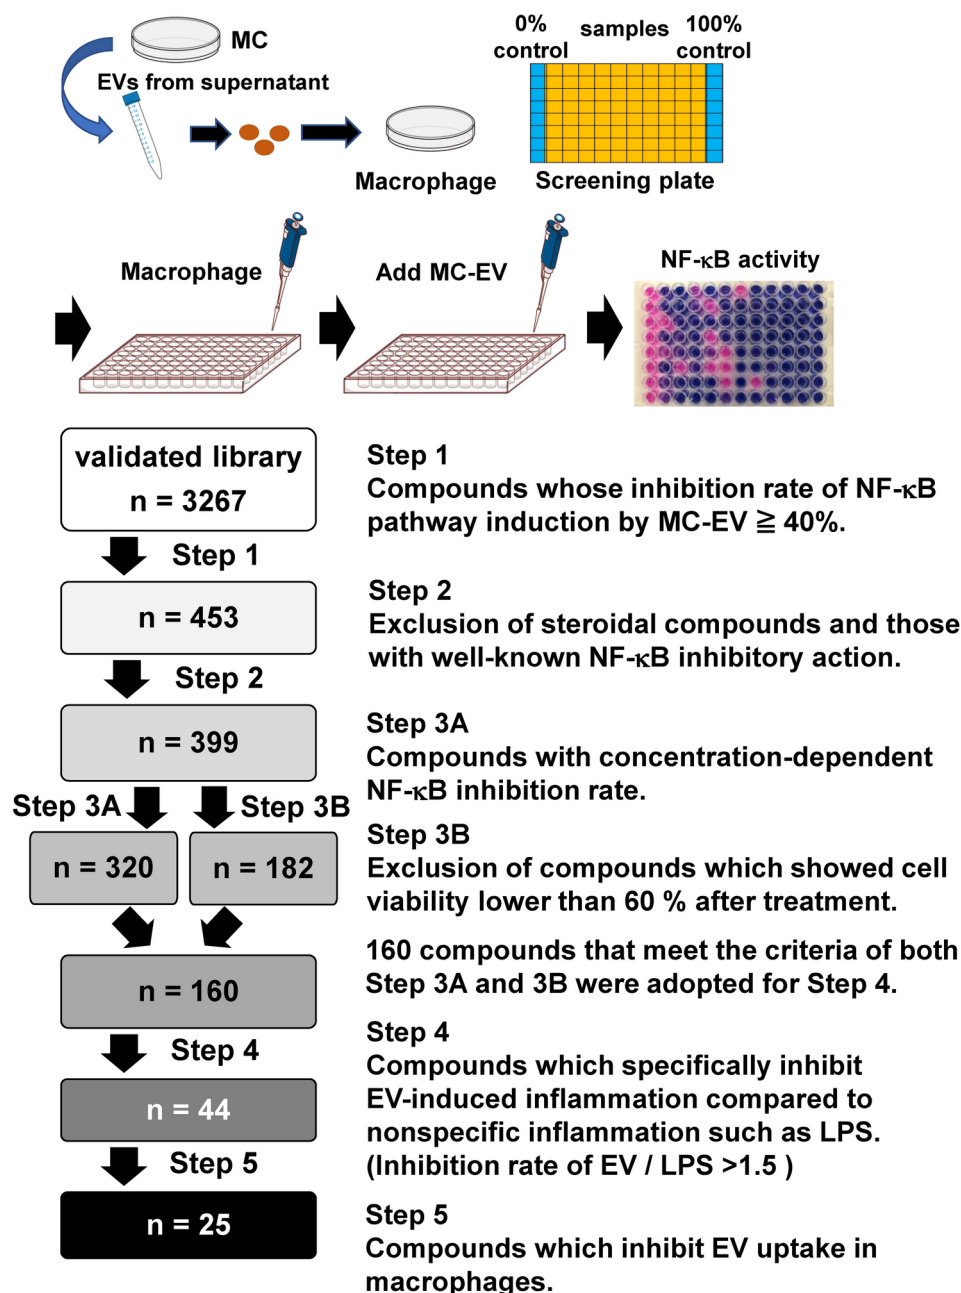 MC
EVs from supernatant
Macrophage
0%
control
samples
100%
control
Screening plate
Macrophage
Add MC-EV
NF-κB activity
validated library
n = 3267
Step 1
n = 453
Step 2
n = 399
Step 3A
Step 3B
n = 320
n = 182
n = 160
Step 4
n = 44
Step 5
n = 25
Step 1
Compounds whose inhibition rate of NF-κB
pathway induction by MC-EV ≧ 40%.
Step 2
Exclusion of steroidal compounds and those
with well-known NF-κB inhibitory action.
Step 3A
Compounds with concentration-dependent
NF-κB inhibition rate.
Step 3B
Exclusion of compounds which showed cell
viability lower than 60 % after treatment.
160 compounds that meet the criteria of both
Step 3A and 3B were adopted for Step 4.
Step 4
Compounds which specifically inhibit
EV-induced inflammation compared to
nonspecific inflammation such as LPS.
(Inhibition rate of EV / LPS >1.5 )
Step 5
Compounds which inhibit EV uptake in
macrophages.